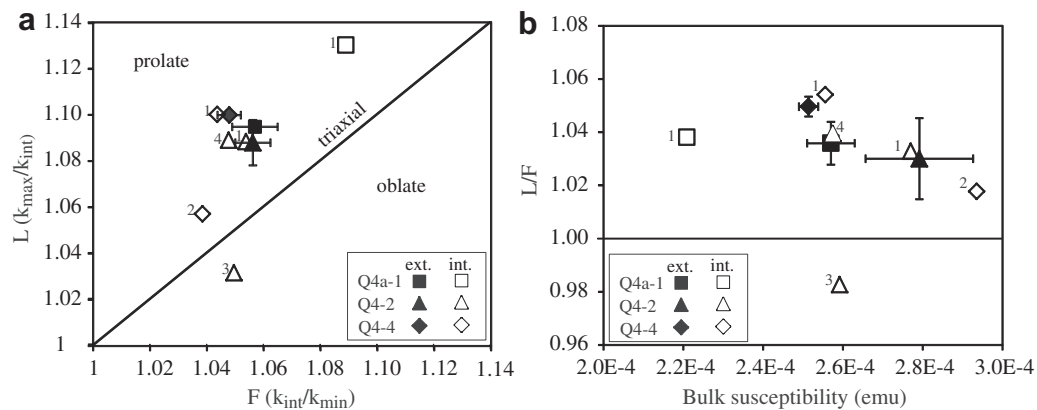 a
1.14
1.12
1.10
1.08
1.06
1.04
1.02
1
L (kmax/kint)
prolate
triaxial
oblate
1
1
4
1
2
3
ext. int.
Q4a-1
Q4-2
Q4-4
1 1.02 1.04 1.06 1.08 1.10 1.12 1.14
F (kint/kmin)
b
1.08
1.06
1.04
1.02
1.00
0.98
0.96
L/F
1
1
4
1
2
3
ext. int.
Q4a-1
Q4-2
Q4-4
2.0E-4 2.2E-4 2.4E-4 2.6E-4 2.8E-4 3.0E-4
Bulk susceptibility (emu)